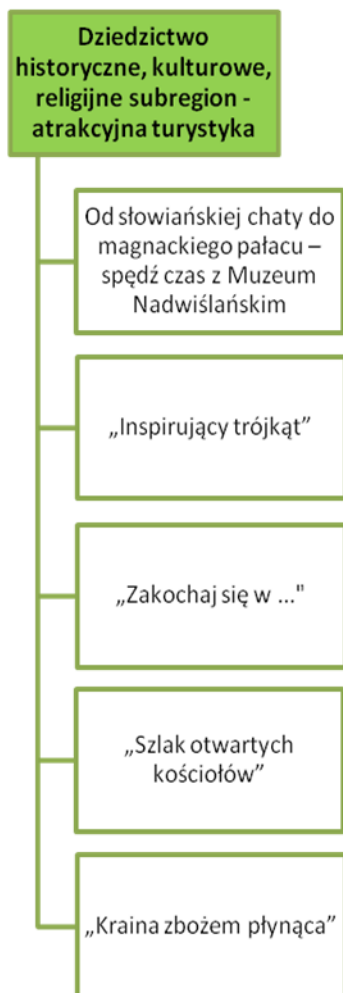 Dziedzictwo
historyczne, kulturowe,
religijne subregion -
atrakcyjna turystyka
Od słowiańskiej chaty do
magnackiego pałacu –
spędź czas z Muzeum
Nadwiślańskim
„Inspirujący trójkąt”
„Zakochaj się w ..."
„Szlak otwartych
kościołów”
„Kraina zbożem płynąca”